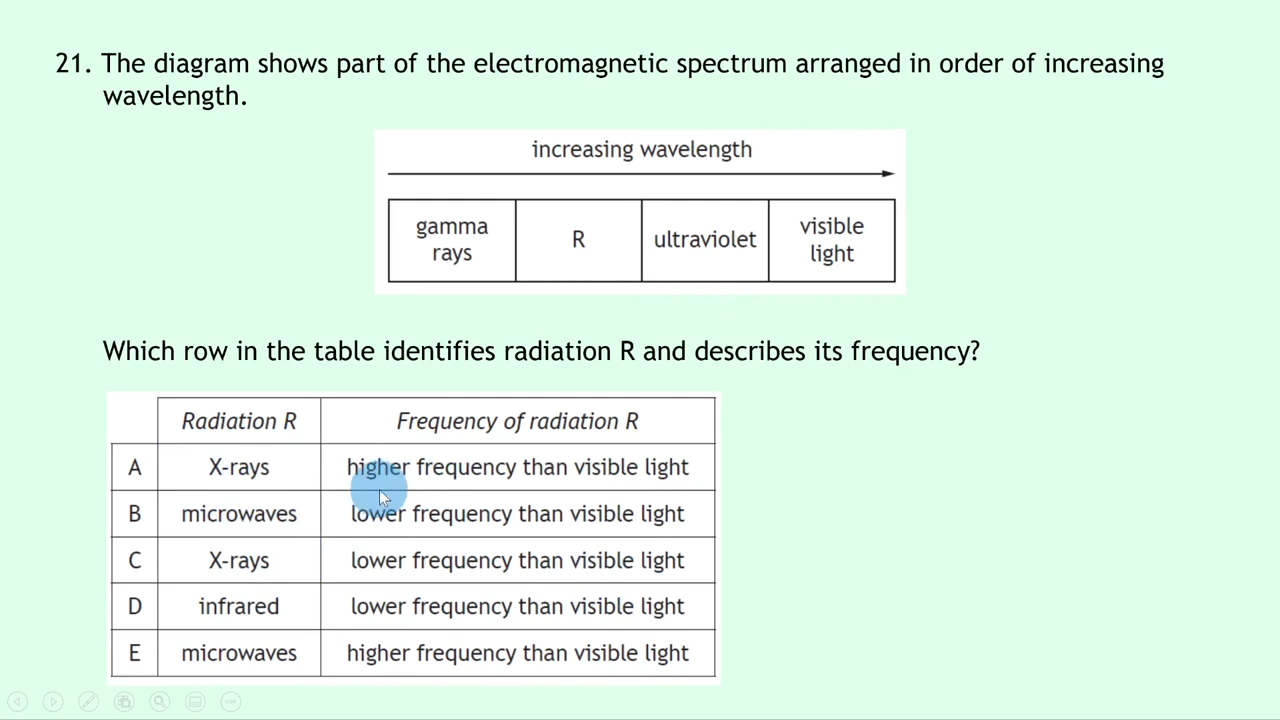 21. The diagram shows part of the electromagnetic spectrum arranged in order of increasing
wavelength.
increasing wavelength
gamma
rays
R
ultraviolet
visible
light
Which row in the table identifies radiation R and describes its frequency?
Radiation R Frequency of radiation R
A X-rays higher frequency than visible light
B microwaves lower frequency than visible light
C X-rays lower frequency than visible light
D infrared lower frequency than visible light
E microwaves higher frequency than visible light